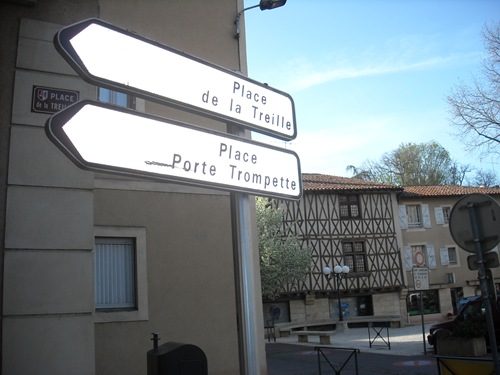 Place
de la Treille
PLACE
de la TREILLE
Place
Porte Trompette